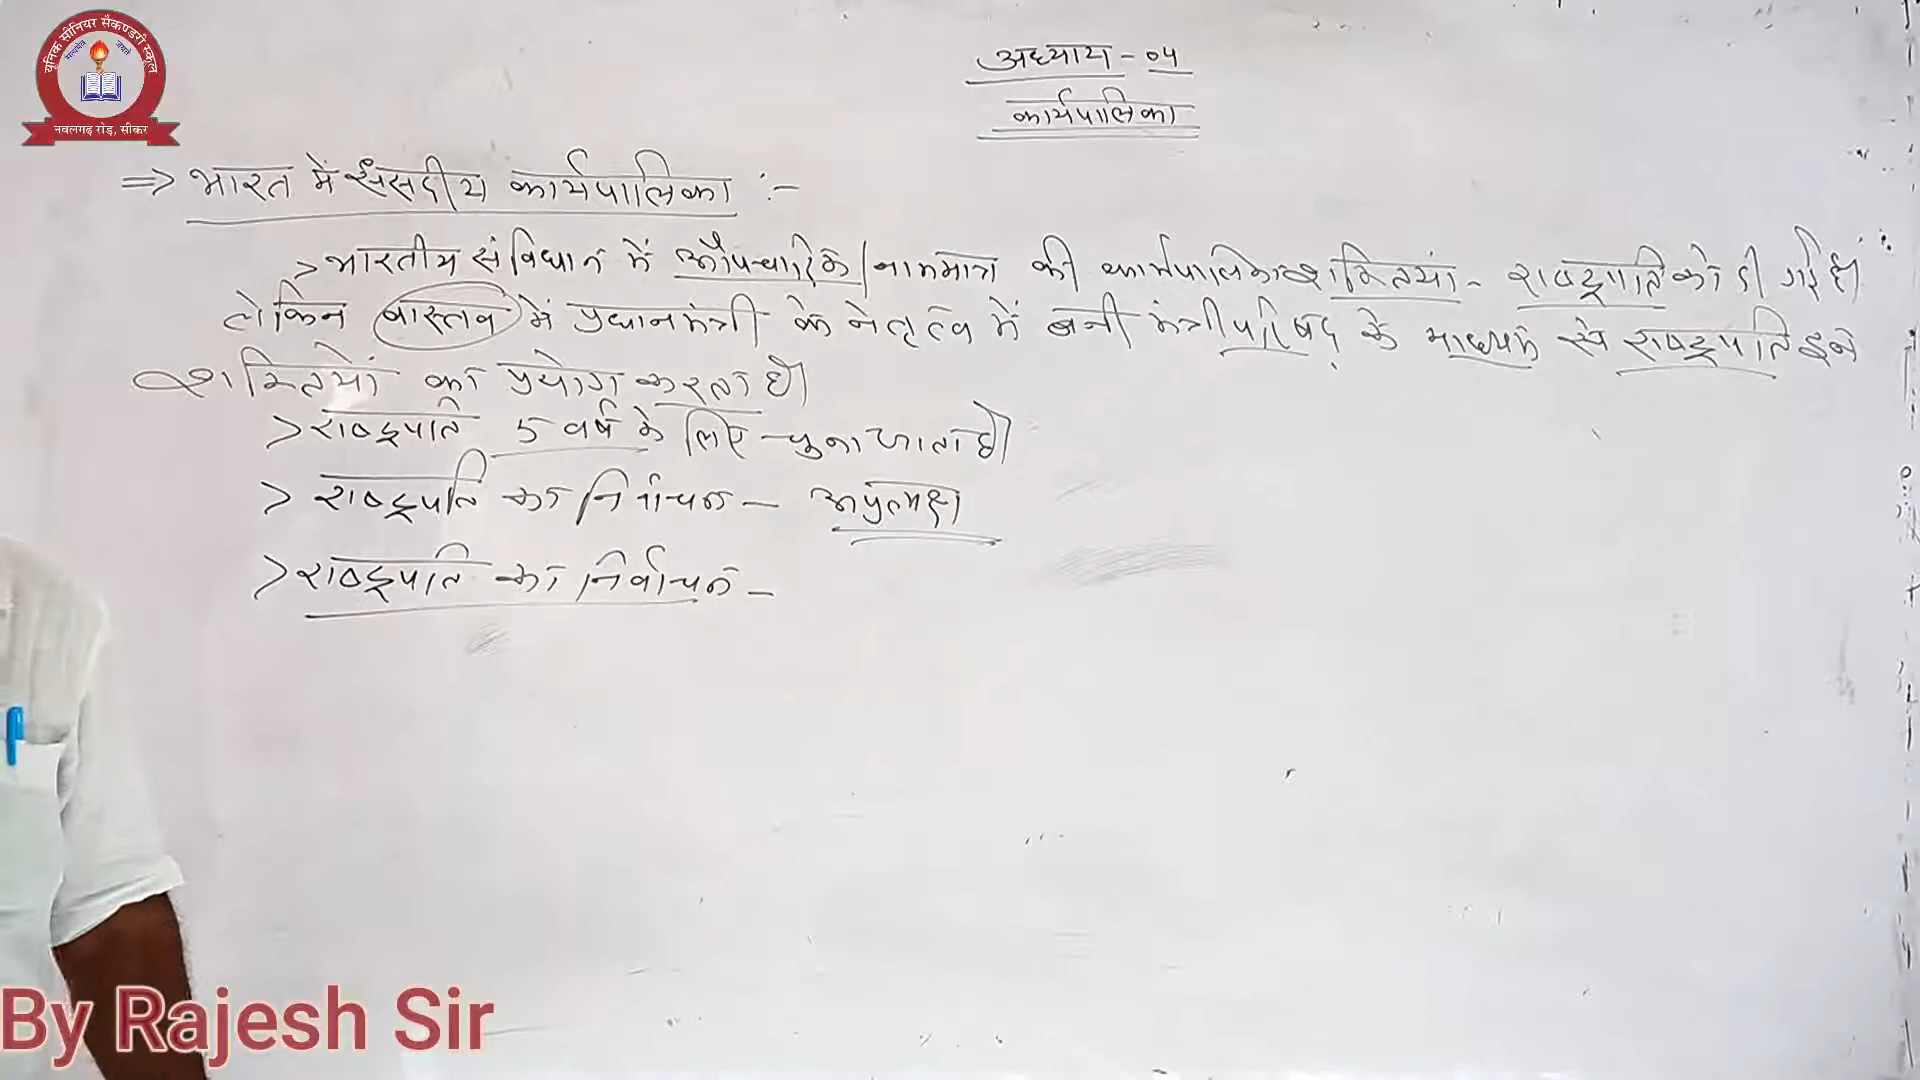 यूनिक सीनियर सैकण्डरी स्कूल
नवलगढ़ रोड़, सीकर
अध्याय - 04
कार्यपालिका
⇒ भारत में संसदीय कार्यपालिका :-
> भारतीय संविधान में औपचारिक/नाममात्र की कार्यपालिका शक्तियां - राष्ट्रपति को दी गई है।
लेकिन वास्तव में प्रधानमंत्री के नेतृत्व में बनी मंत्रीपरिषद् के माध्यम से राष्ट्रपति इन
शक्तियों का प्रयोग करता है।
> राष्ट्रपति 5 वर्ष के लिए चुना जाता है।
> राष्ट्रपति का निर्वाचन - अप्रत्यक्ष
> राष्ट्रपति का निर्वाचन -
By Rajesh Sir